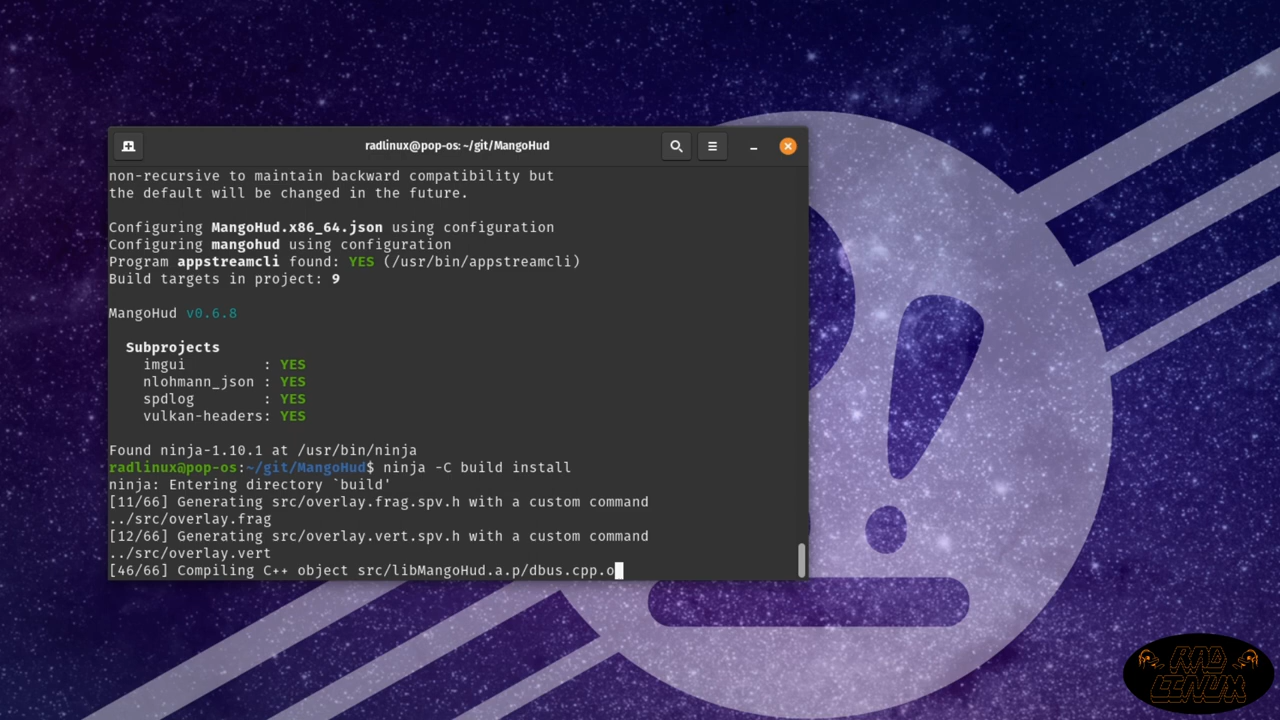 radlinux@pop-os: ~/git/MangoHud
non-recursive to maintain backward compatibility but
the default will be changed in the future.
Configuring MangoHud.x86_64.json using configuration
Configuring mangohud using configuration
Program appstreamcli found: YES (/usr/bin/appstreamcli)
Build targets in project: 9
MangoHud v0.6.8
Subprojects
imgui : YES
nlohmann_json : YES
spdlog : YES
vulkan-headers: YES
Found ninja-1.10.1 at /usr/bin/ninja
radlinux@pop-os:~/git/MangoHud$ ninja -C build install
ninja: Entering directory `build'
[11/66] Generating src/overlay.frag.spv.h with a custom command
../src/overlay.frag
[12/66] Generating src/overlay.vert.spv.h with a custom command
../src/overlay.vert
[46/66] Compiling C++ object src/libMangoHud.a.p/dbus.cpp.o
RAD
LINUX